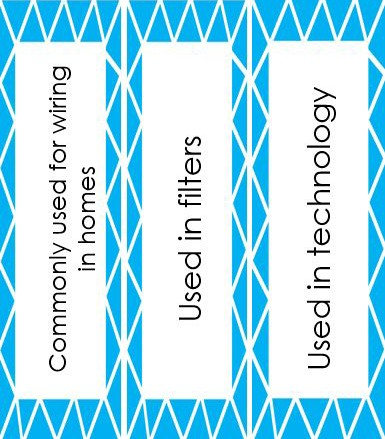 Commonly used for wiring
in homes
Used in filters
Used in technology